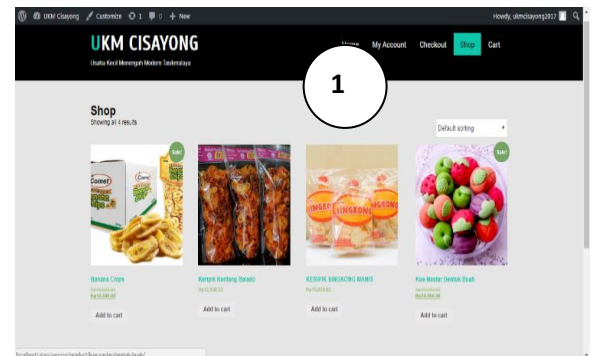 UKM Cisayong Customize 1 0 + New Howdy, ukmcisayong2017
UKM CISAYONG
Usaha Kecil Menengah Modern Tasikmalaya
Home My Account Checkout Shop Cart
1
Shop
Showing all 4 results
Default sorting
Sale!
Sale!
Comet
SINGKONG
Banana Chips
Keripik Kentang Balado
KERIPIK SINGKONG MANIS
Kue Nastar Bentuk Buah
Add to cart
Add to cart
Add to cart
Add to cart